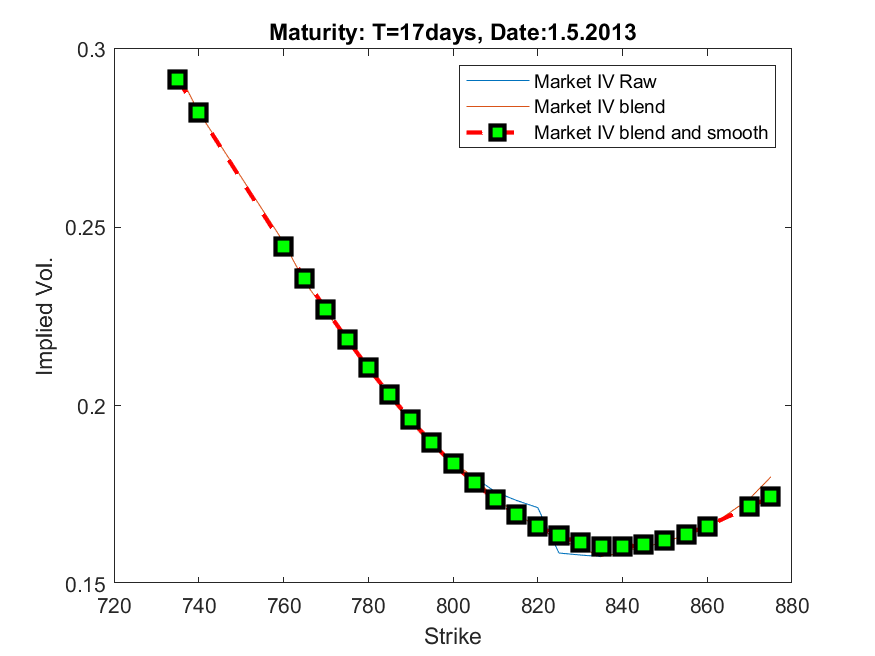 Maturity: T=17days, Date:1.5.2013
0.3
Market IV Raw
Market IV blend
Market IV blend and smooth
0.25
Implied Vol.
0.2
0.15
720 740 760 780 800 820 840 860 880
Strike